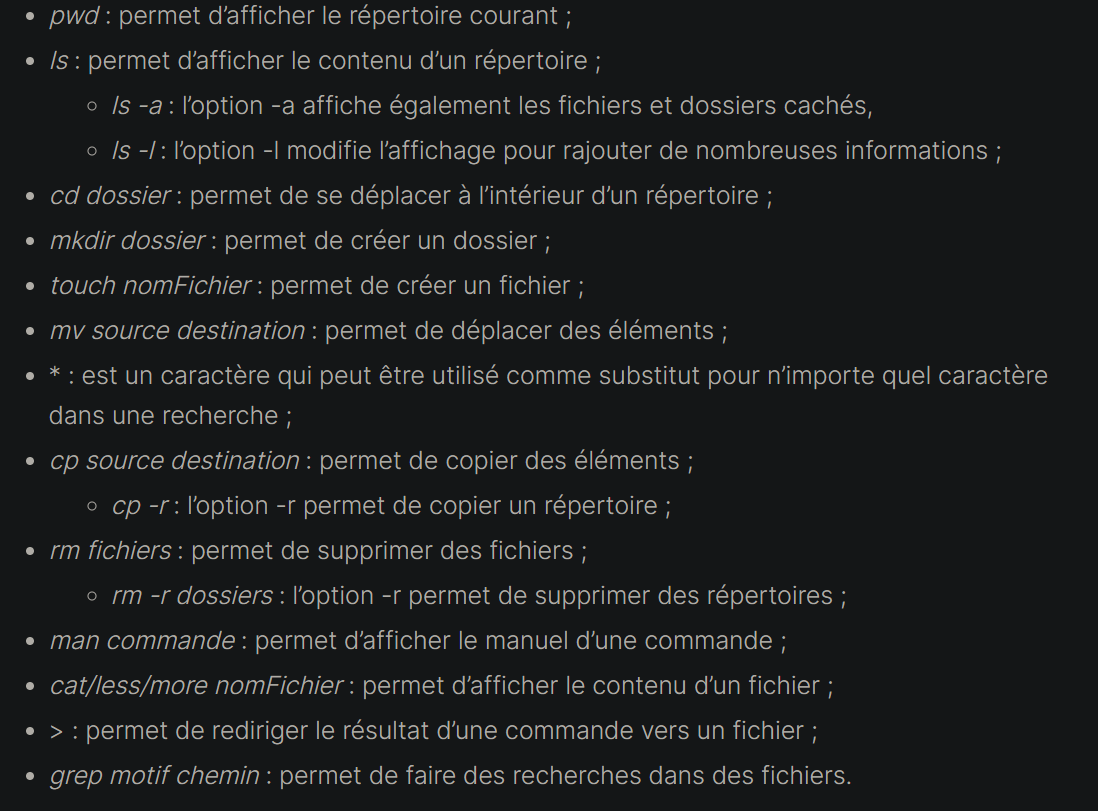 • pwd : permet d’afficher le répertoire courant ;
• ls : permet d’afficher le contenu d’un répertoire ;
◦ ls -a : l’option -a affiche également les fichiers et dossiers cachés,
◦ ls -l : l’option -l modifie l’affichage pour rajouter de nombreuses informations ;
• cd dossier : permet de se déplacer à l’intérieur d’un répertoire ;
• mkdir dossier : permet de créer un dossier ;
• touch nomFichier : permet de créer un fichier ;
• mv source destination : permet de déplacer des éléments ;
• * : est un caractère qui peut être utilisé comme substitut pour n’importe quel caractère
dans une recherche ;
• cp source destination : permet de copier des éléments ;
◦ cp -r : l’option -r permet de copier un répertoire ;
• rm fichiers : permet de supprimer des fichiers ;
◦ rm -r dossiers : l’option -r permet de supprimer des répertoires ;
• man commande : permet d’afficher le manuel d’une commande ;
• cat/less/more nomFichier : permet d’afficher le contenu d’un fichier ;
• > : permet de rediriger le résultat d’une commande vers un fichier ;
• grep motif chemin : permet de faire des recherches dans des fichiers.